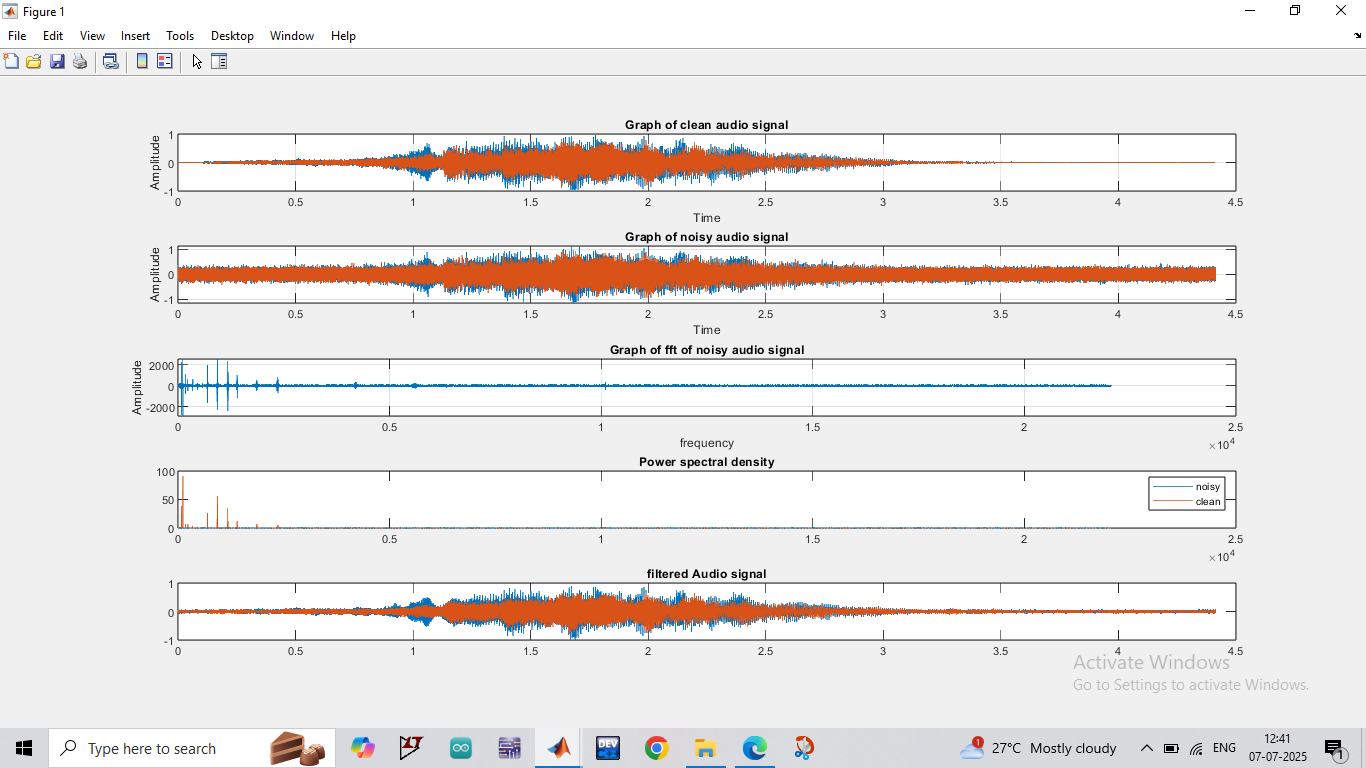 Figure 1
File Edit View Insert Tools Desktop Window Help
Graph of clean audio signal
Amplitude
1
0
-1
0 0.5 1 1.5 2 2.5 3 3.5 4 4.5
Time
Graph of noisy audio signal
Amplitude
1
0
-1
0 0.5 1 1.5 2 2.5 3 3.5 4 4.5
Time
Graph of fft of noisy audio signal
Amplitude
2000
0
-2000
0 0.5 1 1.5 2 2.5
×10⁴
frequency
Power spectral density
100
50
0
noisy
clean
0 0.5 1 1.5 2 2.5
×10⁴
filtered Audio signal
1
0
-1
0 0.5 1 1.5 2 2.5 3 3.5 4 4.5
Activate Windows
Go to Settings to activate Windows.
Type here to search
DEV
1
27°C Mostly cloudy
ENG
12:41
07-07-2025
1